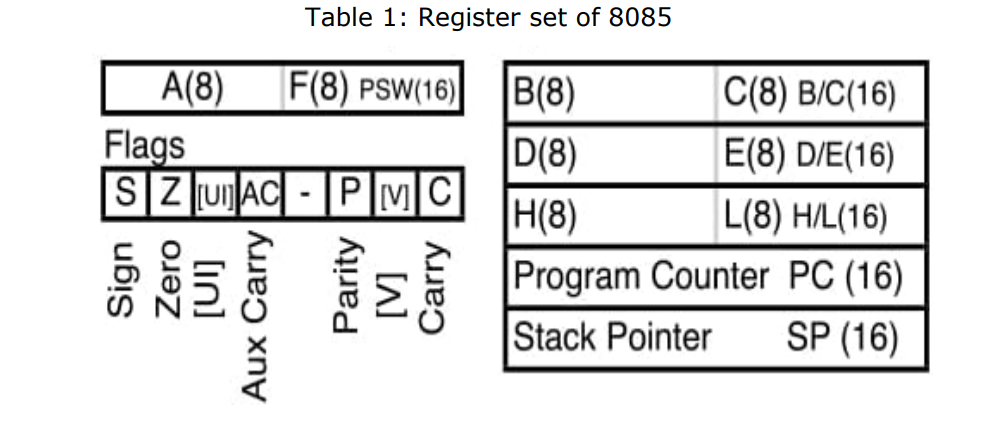 Table 1: Register set of 8085
A(8) F(8) PSW(16)
Flags
S Z [UI] AC - P [V] C
Sign
Zero
[UI]
Aux Carry
Parity
[V]
Carry
B(8) C(8) B/C(16)
D(8) E(8) D/E(16)
H(8) L(8) H/L(16)
Program Counter PC (16)
Stack Pointer SP (16)